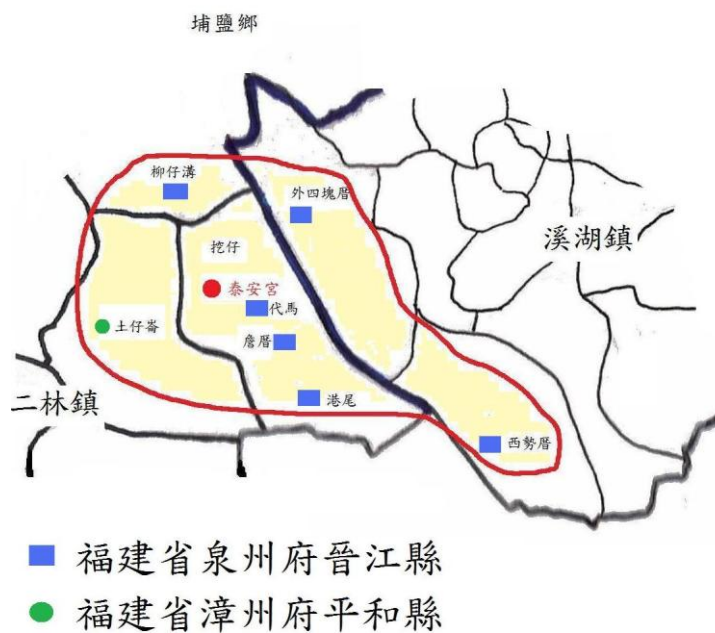 埔鹽鄉
柳仔溝
外四塊厝
溪湖鎮
挖仔
泰安宮
代馬
土仔崙
詹厝
二林鎮
港尾
西勢厝
福建省泉州府晉江縣
福建省漳州府平和縣